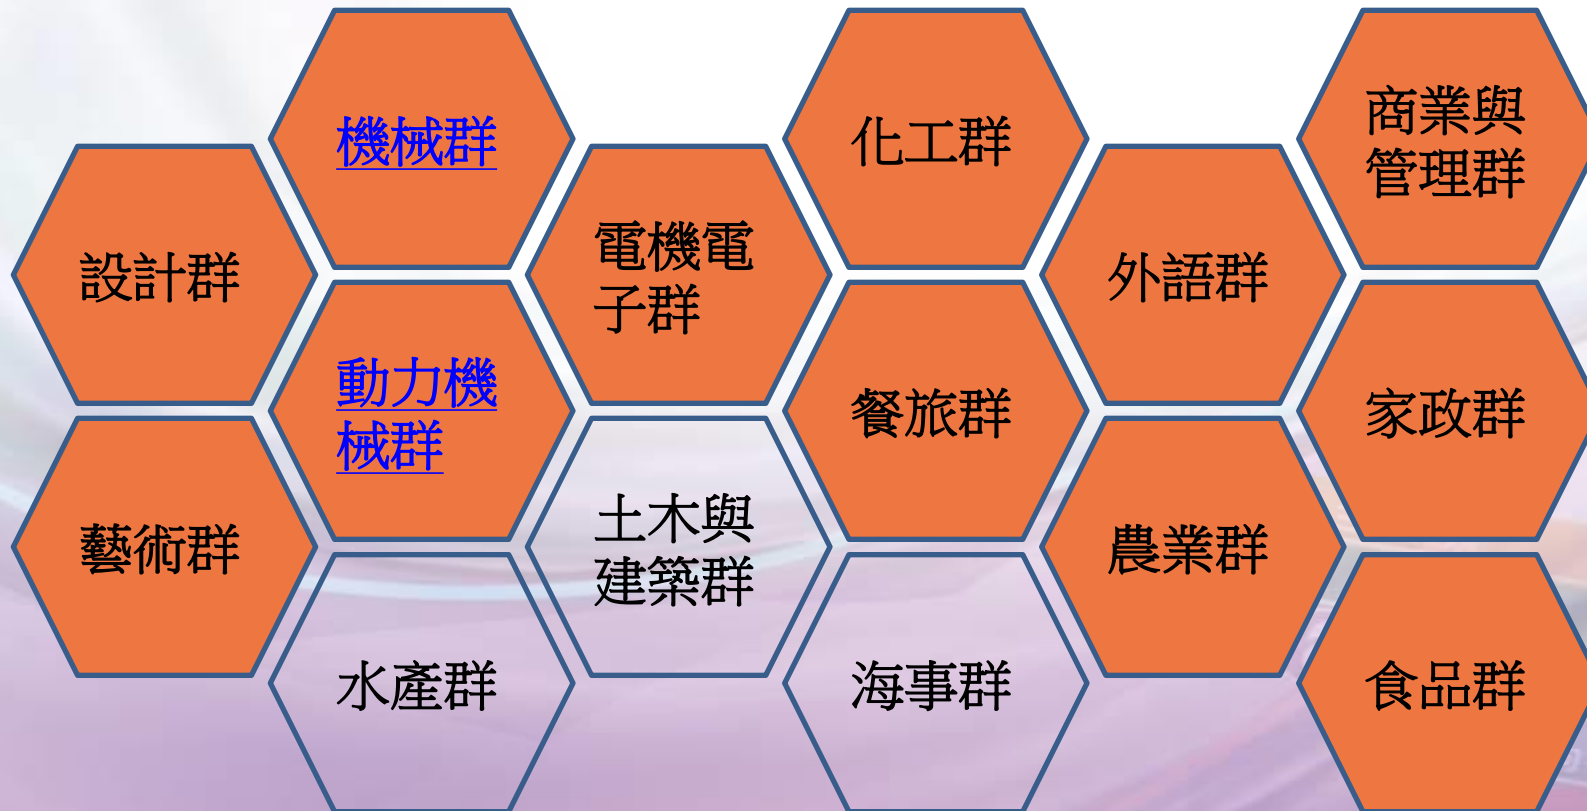 機械群
化工群
商業與
管理群
設計群
電機電
子群
外語群
動力機
械群
餐旅群
家政群
藝術群
土木與
建築群
農業群
水產群
海事群
食品群